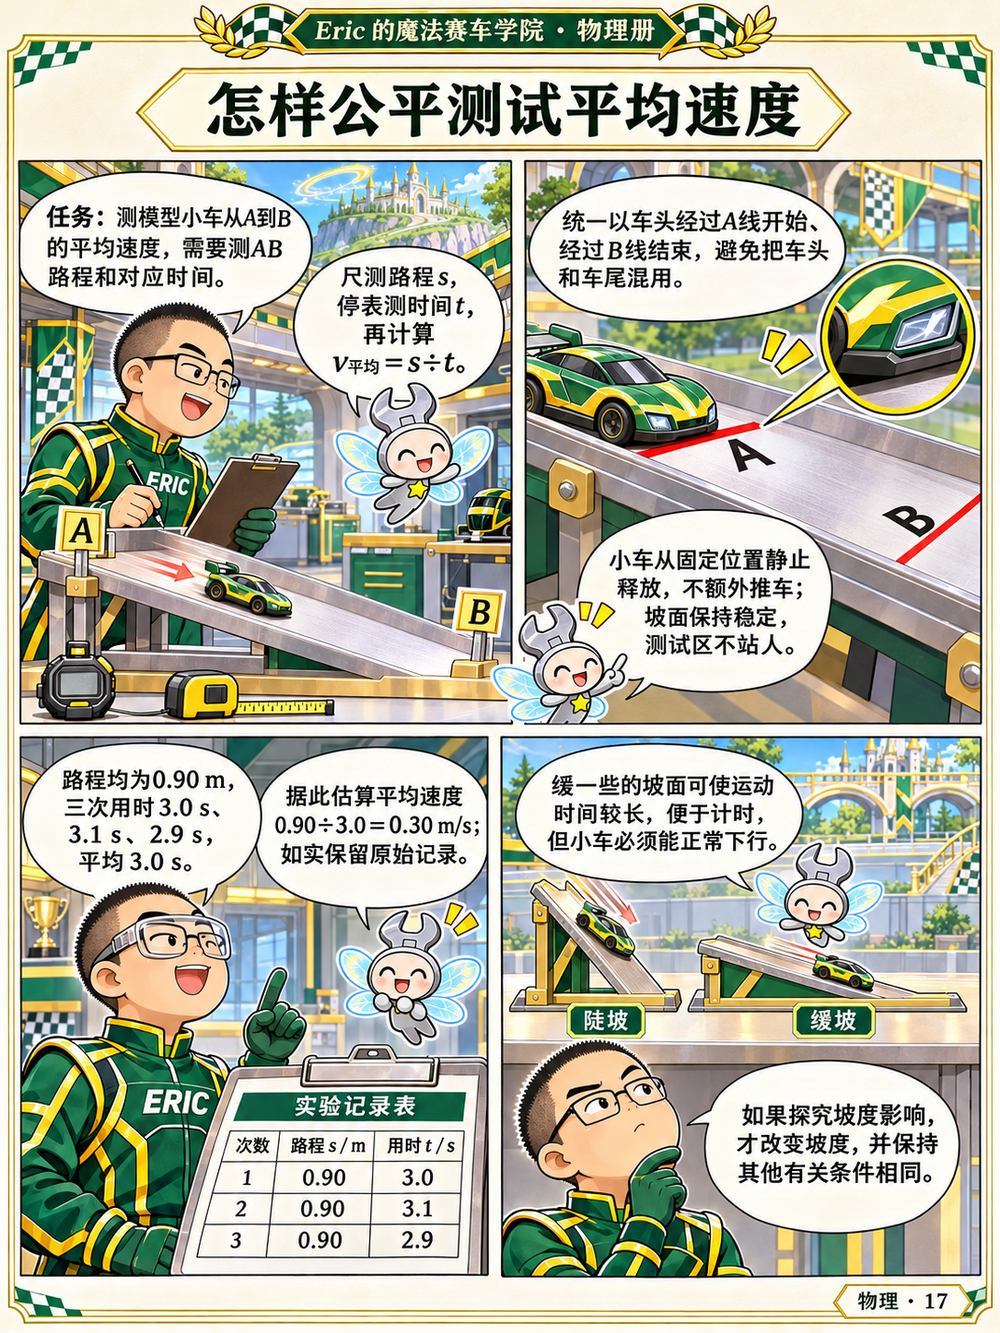 Eric 的魔法赛车学院 · 物理册
怎样公平测试平均速度
任务：测模型小车从A到B
的平均速度，需要测AB
路程和对应时间。
尺测路程s，
停表测时间t，
再计算
v平均=s÷t。
ERIC
A
B
统一以车头经过A线开始、
经过B线结束，避免把车头
和车尾混用。
A
B
小车从固定位置静止
释放，不额外推车；
坡面保持稳定，
测试区不站人。
路程均为0.90 m，
三次用时 3.0 s、
3.1 s、2.9 s，
平均 3.0 s。
据此估算平均速度
0.90÷3.0=0.30 m/s；
如实保留原始记录。
ERIC
实验记录表
次数 路程 s / m 用时 t / s
1 0.90 3.0
2 0.90 3.1
3 0.90 2.9
缓一些的坡面可使运动
时间较长，便于计时，
但小车必须能正常下行。
陡坡
缓坡
如果探究坡度影响，
才改变坡度，并保持
其他有关条件相同。
物理 · 17